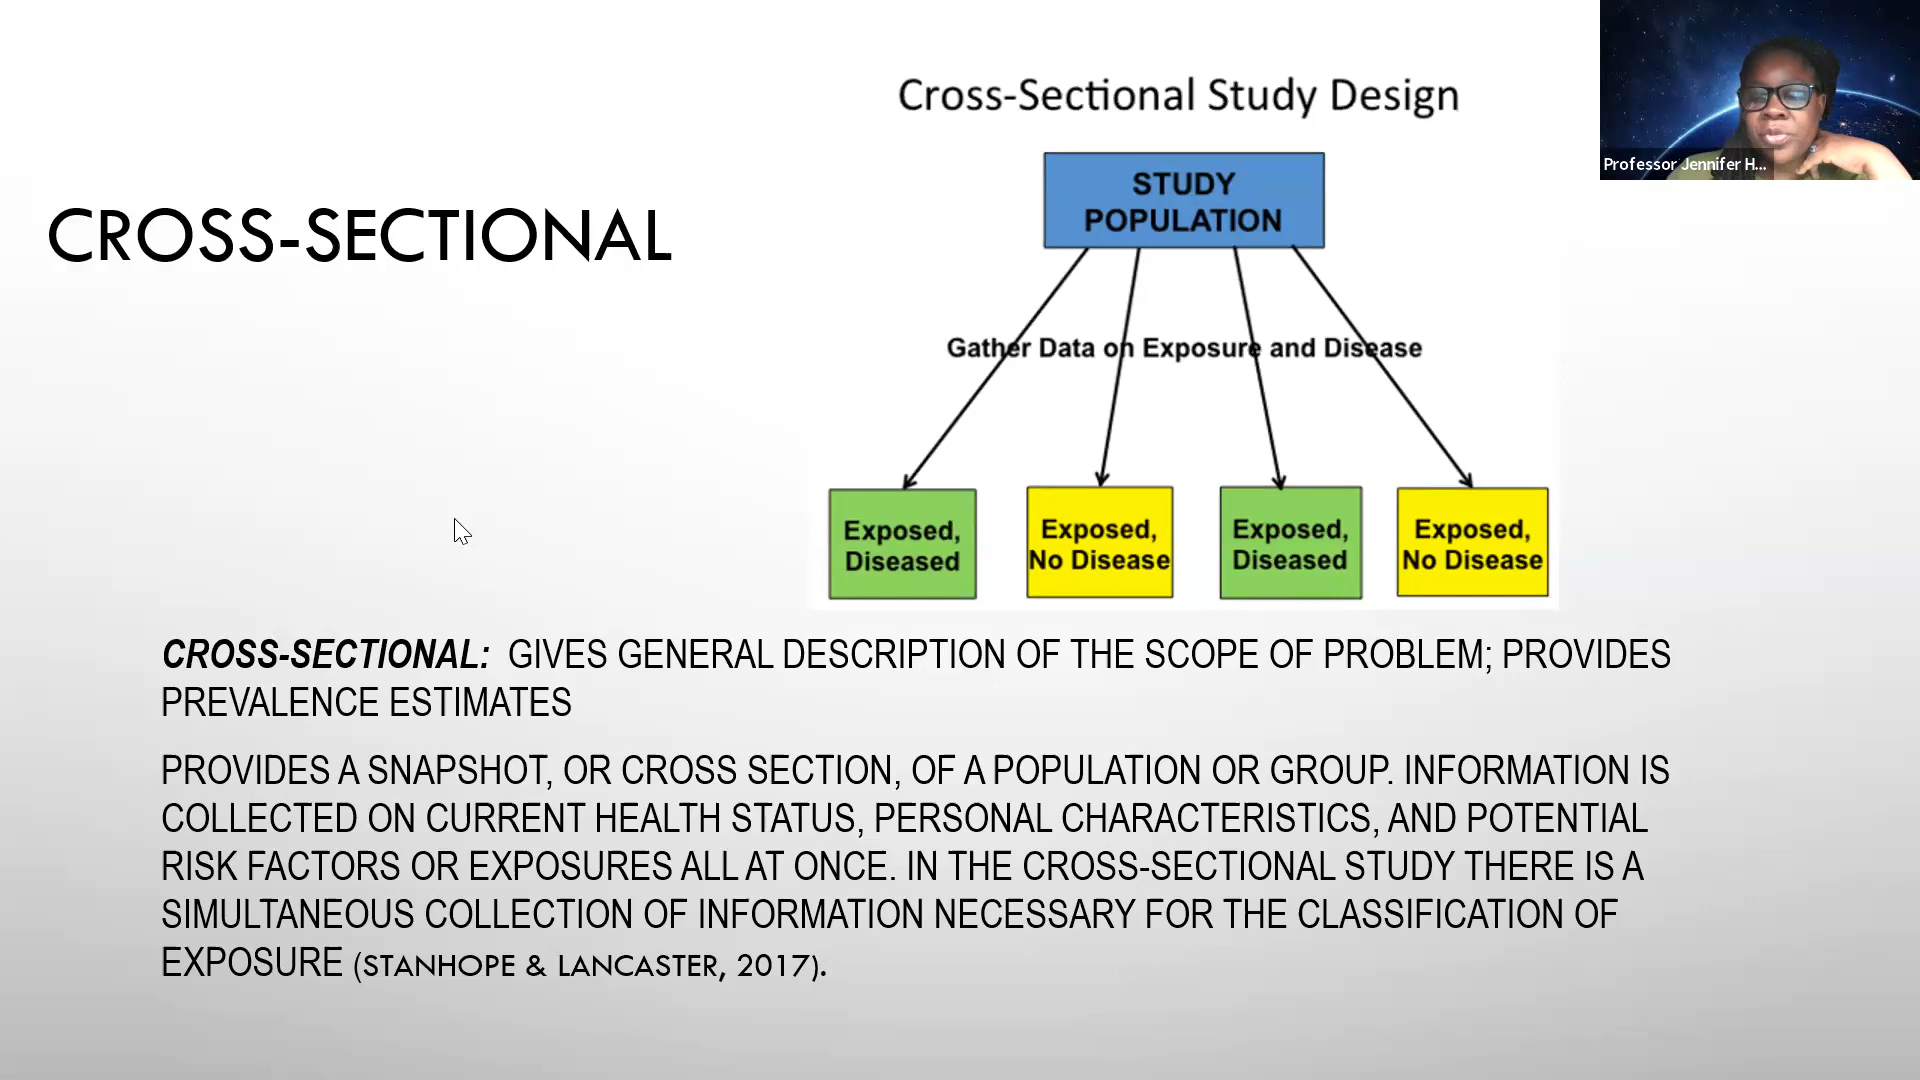 Cross-Sectional Study Design
Professor Jennifer H...
CROSS-SECTIONAL
STUDY
POPULATION
Gather Data on Exposure and Disease
Exposed,
Diseased
Exposed,
No Disease
Exposed,
Diseased
Exposed,
No Disease
CROSS-SECTIONAL: GIVES GENERAL DESCRIPTION OF THE SCOPE OF PROBLEM; PROVIDES
PREVALENCE ESTIMATES
PROVIDES A SNAPSHOT, OR CROSS SECTION, OF A POPULATION OR GROUP. INFORMATION IS
COLLECTED ON CURRENT HEALTH STATUS, PERSONAL CHARACTERISTICS, AND POTENTIAL
RISK FACTORS OR EXPOSURES ALL AT ONCE. IN THE CROSS-SECTIONAL STUDY THERE IS A
SIMULTANEOUS COLLECTION OF INFORMATION NECESSARY FOR THE CLASSIFICATION OF
EXPOSURE (STANHOPE & LANCASTER, 2017).